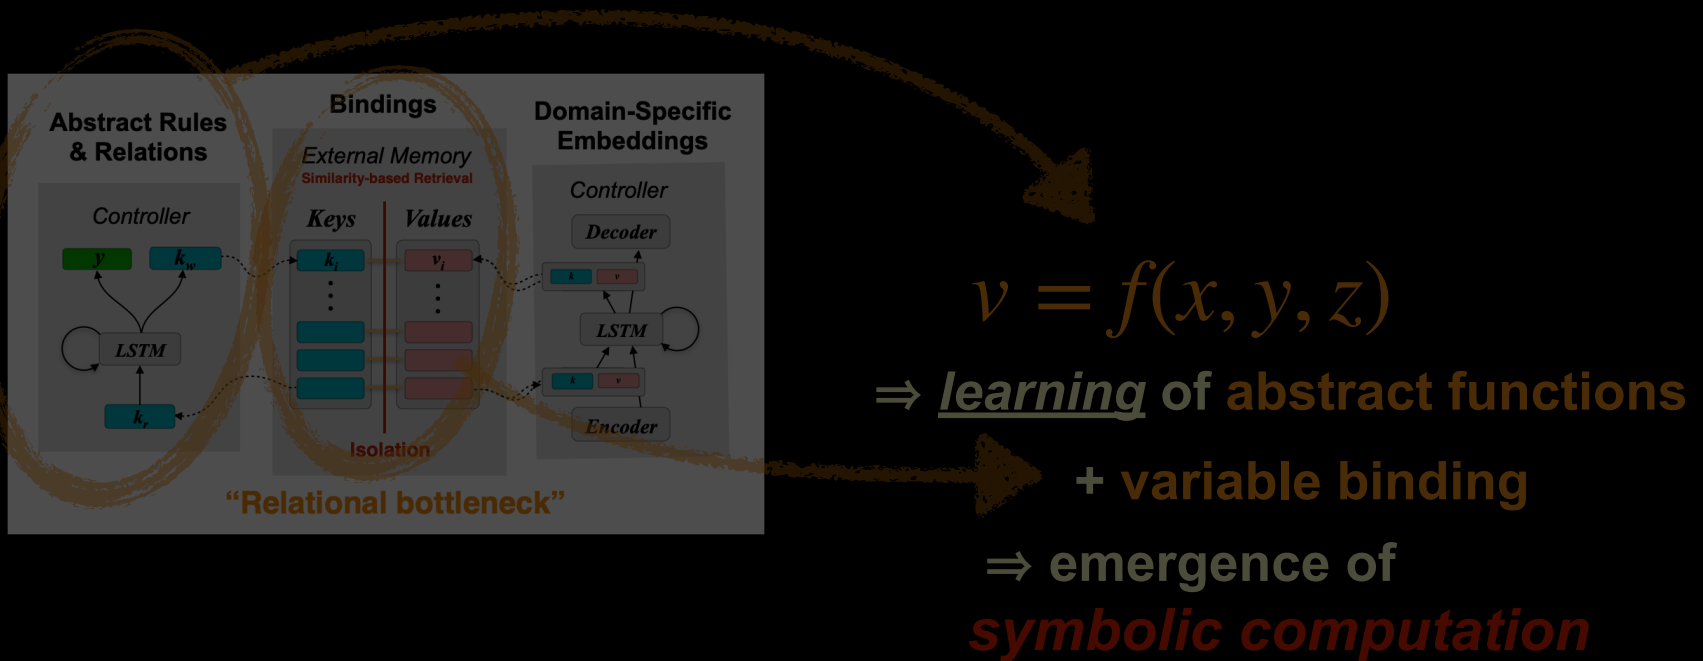 Abstract Rules
& Relations
Controller
y
k_w
LSTM
k_r
Bindings
External Memory
Similarity-based Retrieval
Keys
Values
k_i
v_i
Isolation
Domain-Specific
Embeddings
Controller
Decoder
k
v
LSTM
k
v
Encoder
“Relational bottleneck”
v = f(x, y, z)
⇒ learning of abstract functions
+ variable binding
⇒ emergence of
symbolic computation